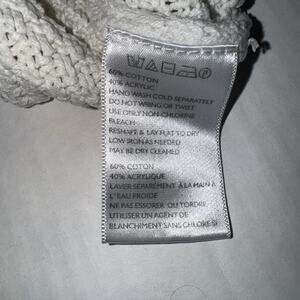 60% COTTON
40% ACRYLIC
HAND WASH COLD SEPARATELY
DO NOT WRING OR TWIST
USE ONLY NON-CHLORINE
BLEACH
RESHAPE & LAY FLAT TO DRY
LOW IRON AS NEEDED
MAY BE DRY CLEANED
60% COTON
40% ACRYLIQUE
LAVER SÉPARÉMENT À LA MAIN À
L'EAU FROIDE
NE PAS ESSORER OU TORDRE
UTILISER UN AGENT DE
BLANCHIMENT SANS CHLORE SI